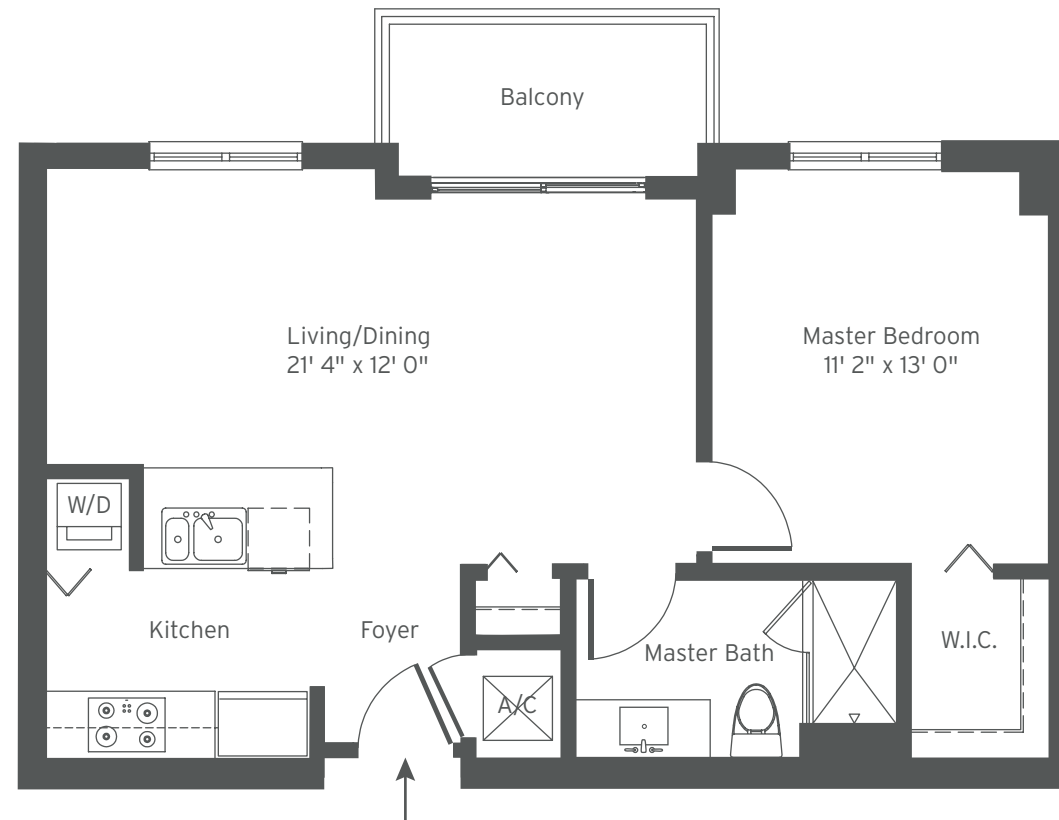 Balcony
Living/Dining
21' 4" x 12' 0"
Master Bedroom
11' 2" x 13' 0"
W/D
Kitchen
Foyer
Master Bath
W.I.C.
A/C